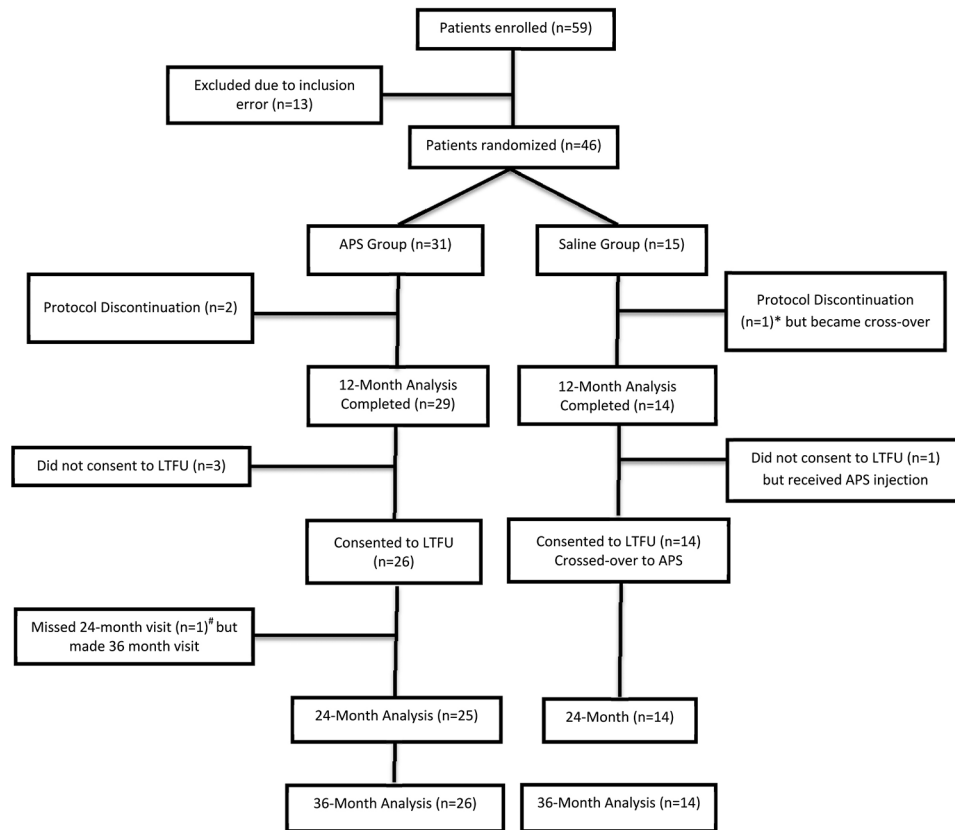 Patients enrolled (n=59)
Excluded due to inclusion
error (n=13)
Patients randomized (n=46)
APS Group (n=31)
Saline Group (n=15)
Protocol Discontinuation (n=2)
Protocol Discontinuation
(n=1)* but became cross-over
12-Month Analysis
Completed (n=29)
12-Month Analysis
Completed (n=14)
Did not consent to LTFU (n=3)
Did not consent to LTFU (n=1)
but received APS injection
Consented to LTFU
(n=26)
Consented to LTFU (n=14)
Crossed-over to APS
Missed 24-month visit (n=1)# but
made 36 month visit
24-Month Analysis (n=25)
24-Month (n=14)
36-Month Analysis (n=26)
36-Month Analysis (n=14)